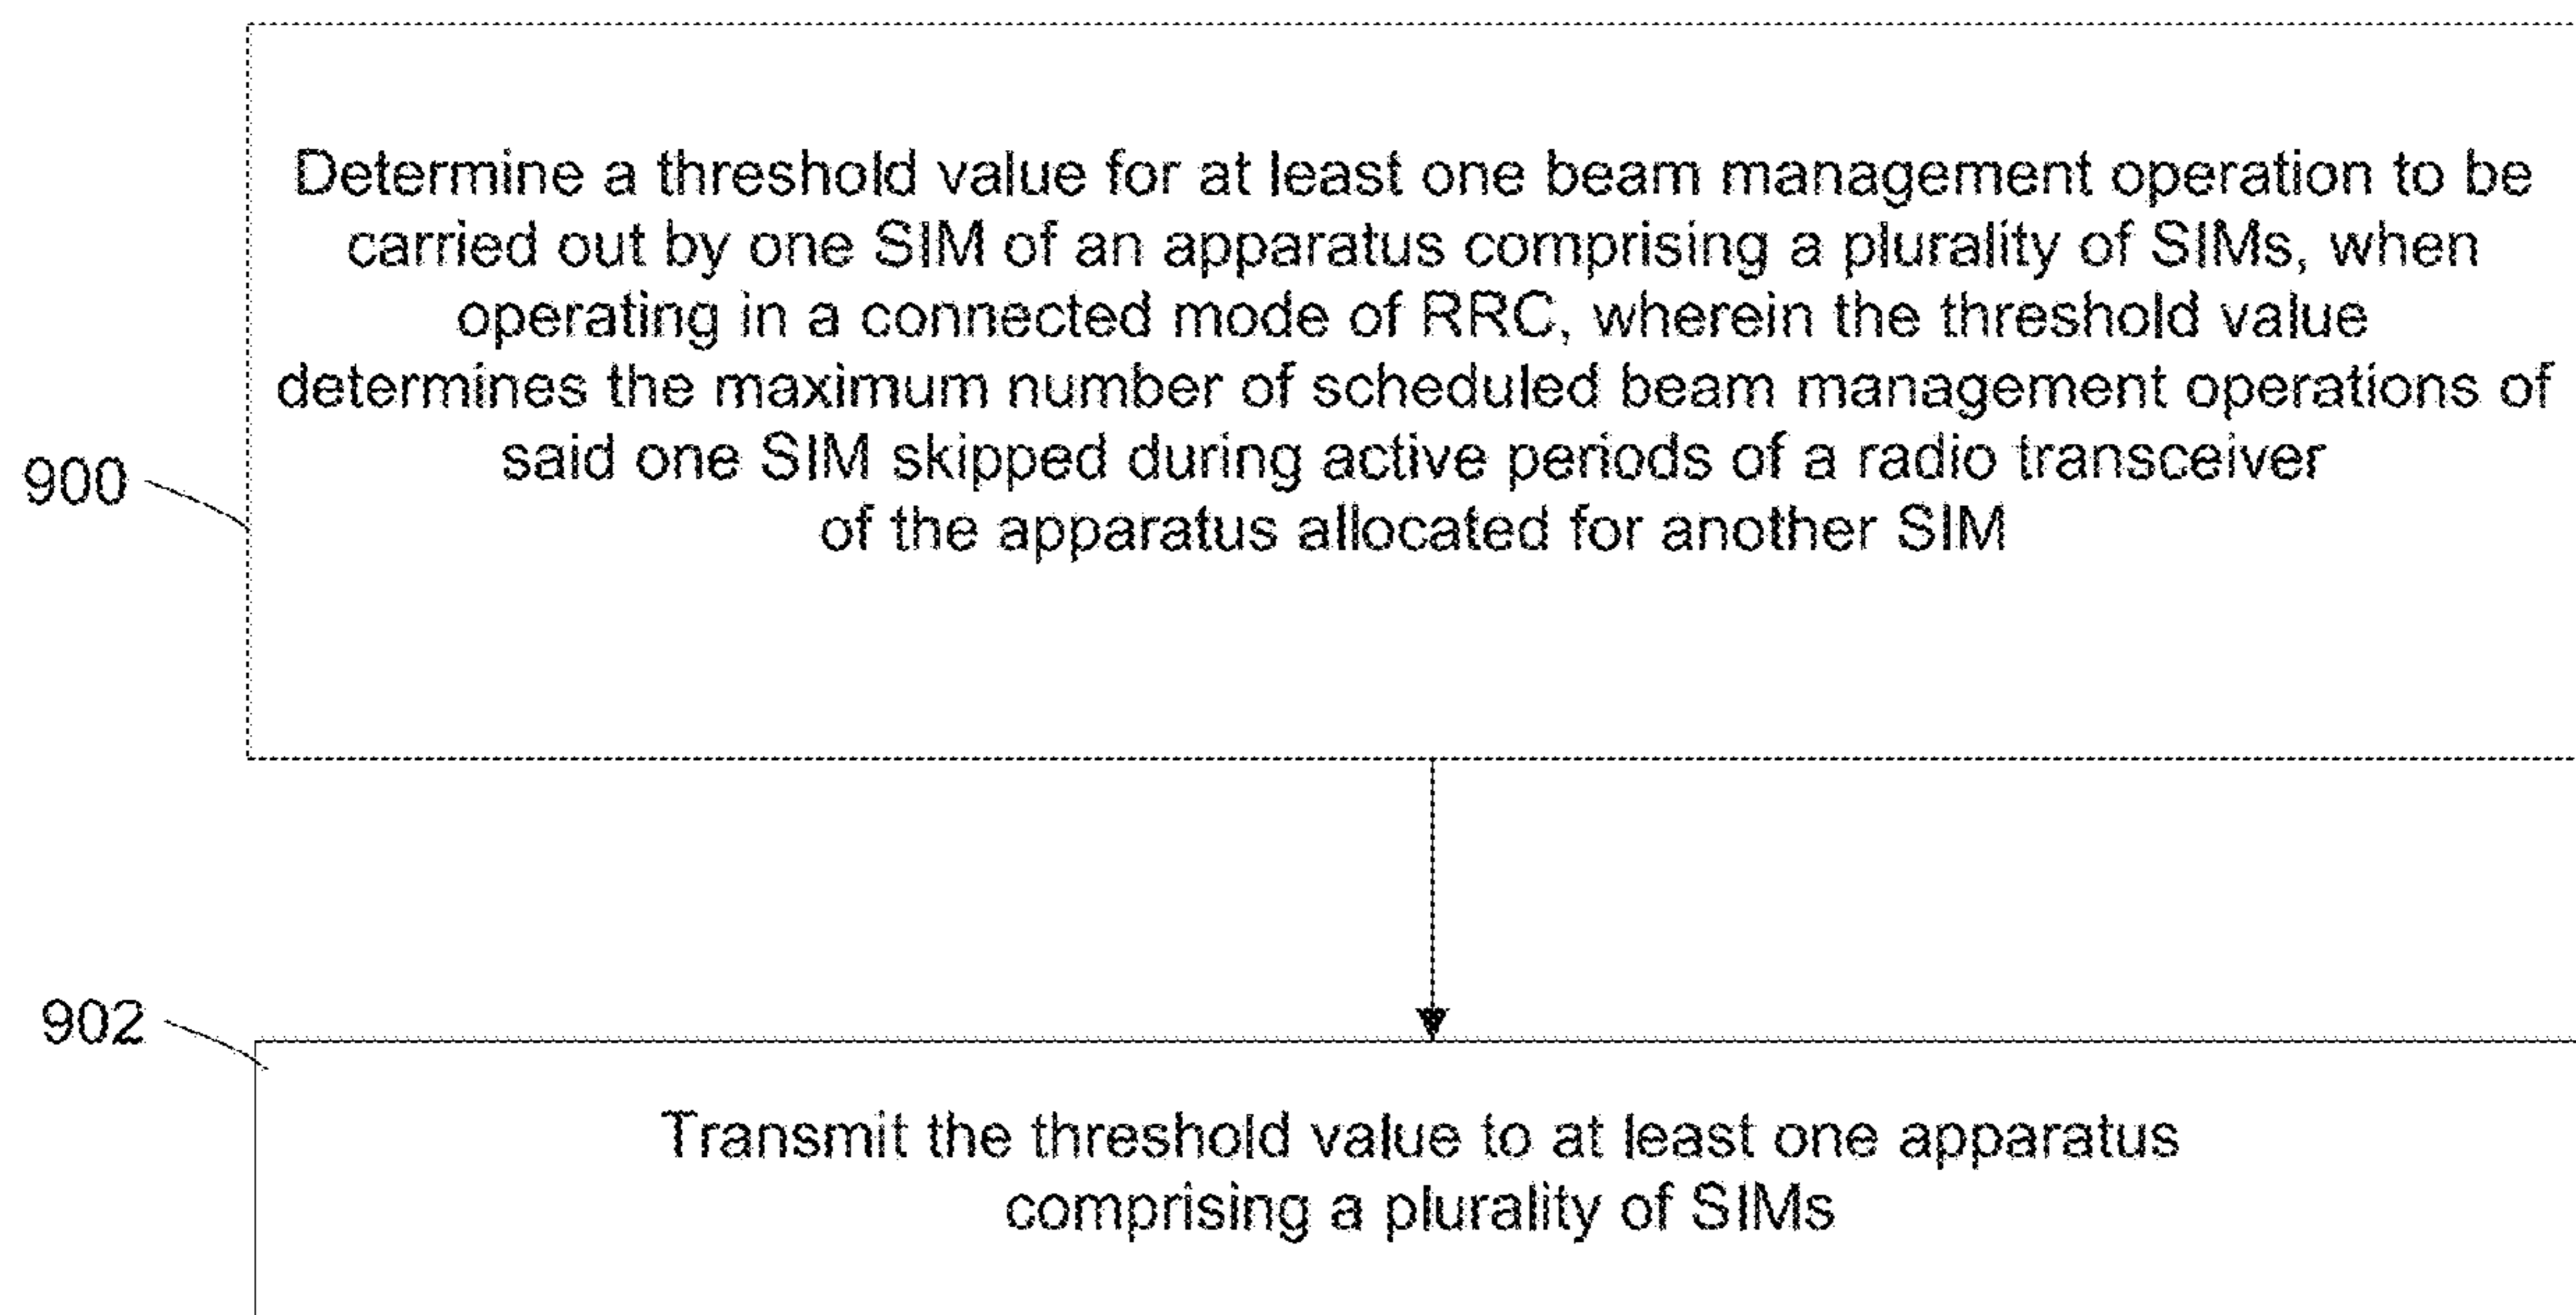 Determine a threshold value for at least one beam management operation to be
carried out by one SIM of an apparatus comprising a plurality of SIMs, when
operating in a connected mode of RRC, wherein the threshold value
determines the maximum number of scheduled beam management operations of
said one SIM skipped during active periods of a radio transceiver
of the apparatus allocated for another SIM
900
902
Transmit the threshold value to at least one apparatus
comprising a plurality of SIMs